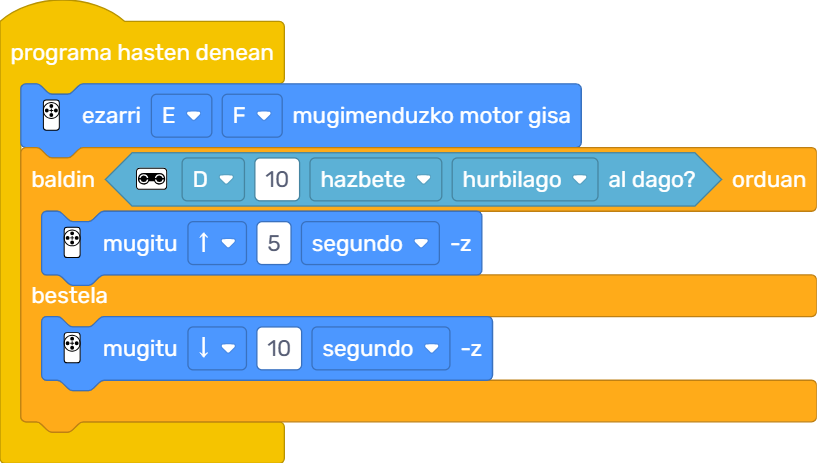 programa hasten denean
ezarri E F mugimenduzko motor gisa
baldin D 10 hazbete hurbilago al dago? orduan
mugitu ↑ 5 segundo -z
bestela
mugitu ↓ 10 segundo -z